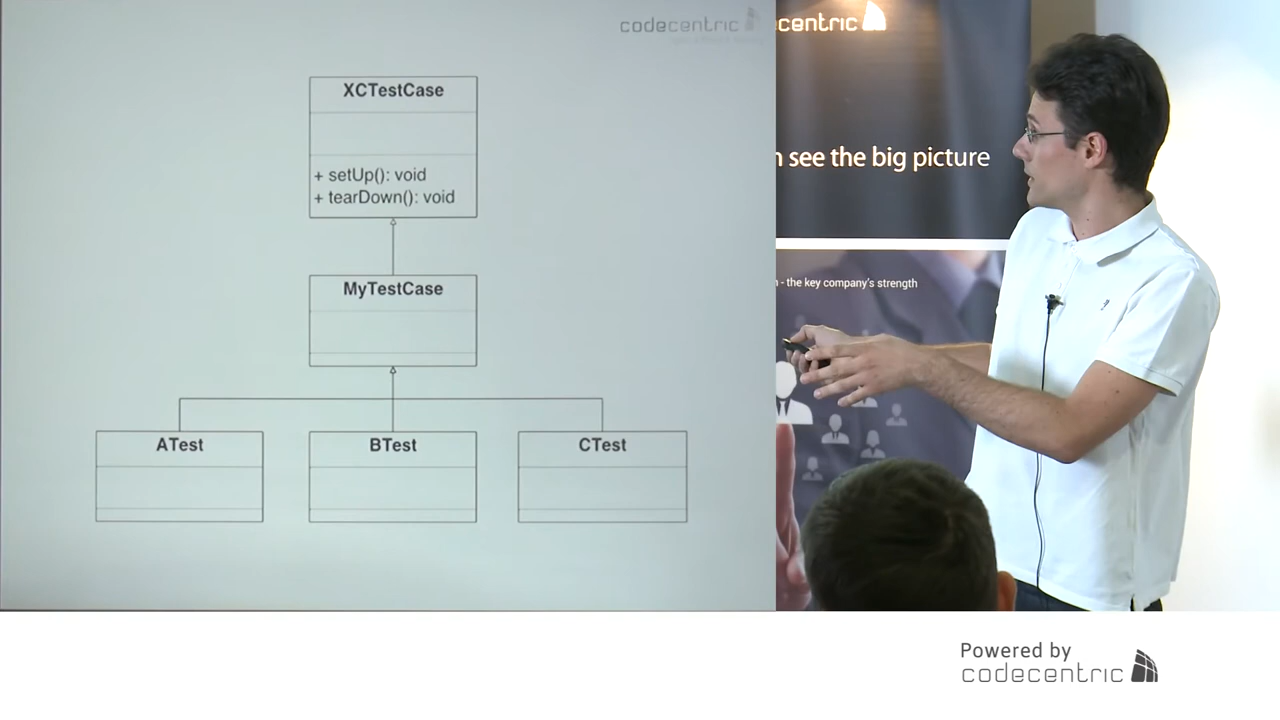 codecentric
XCTestCase
+ setUp(): void
+ tearDown(): void
MyTestCase
ATest
BTest
CTest
centric
see the big picture
- the key company's strength
Powered by
codecentric